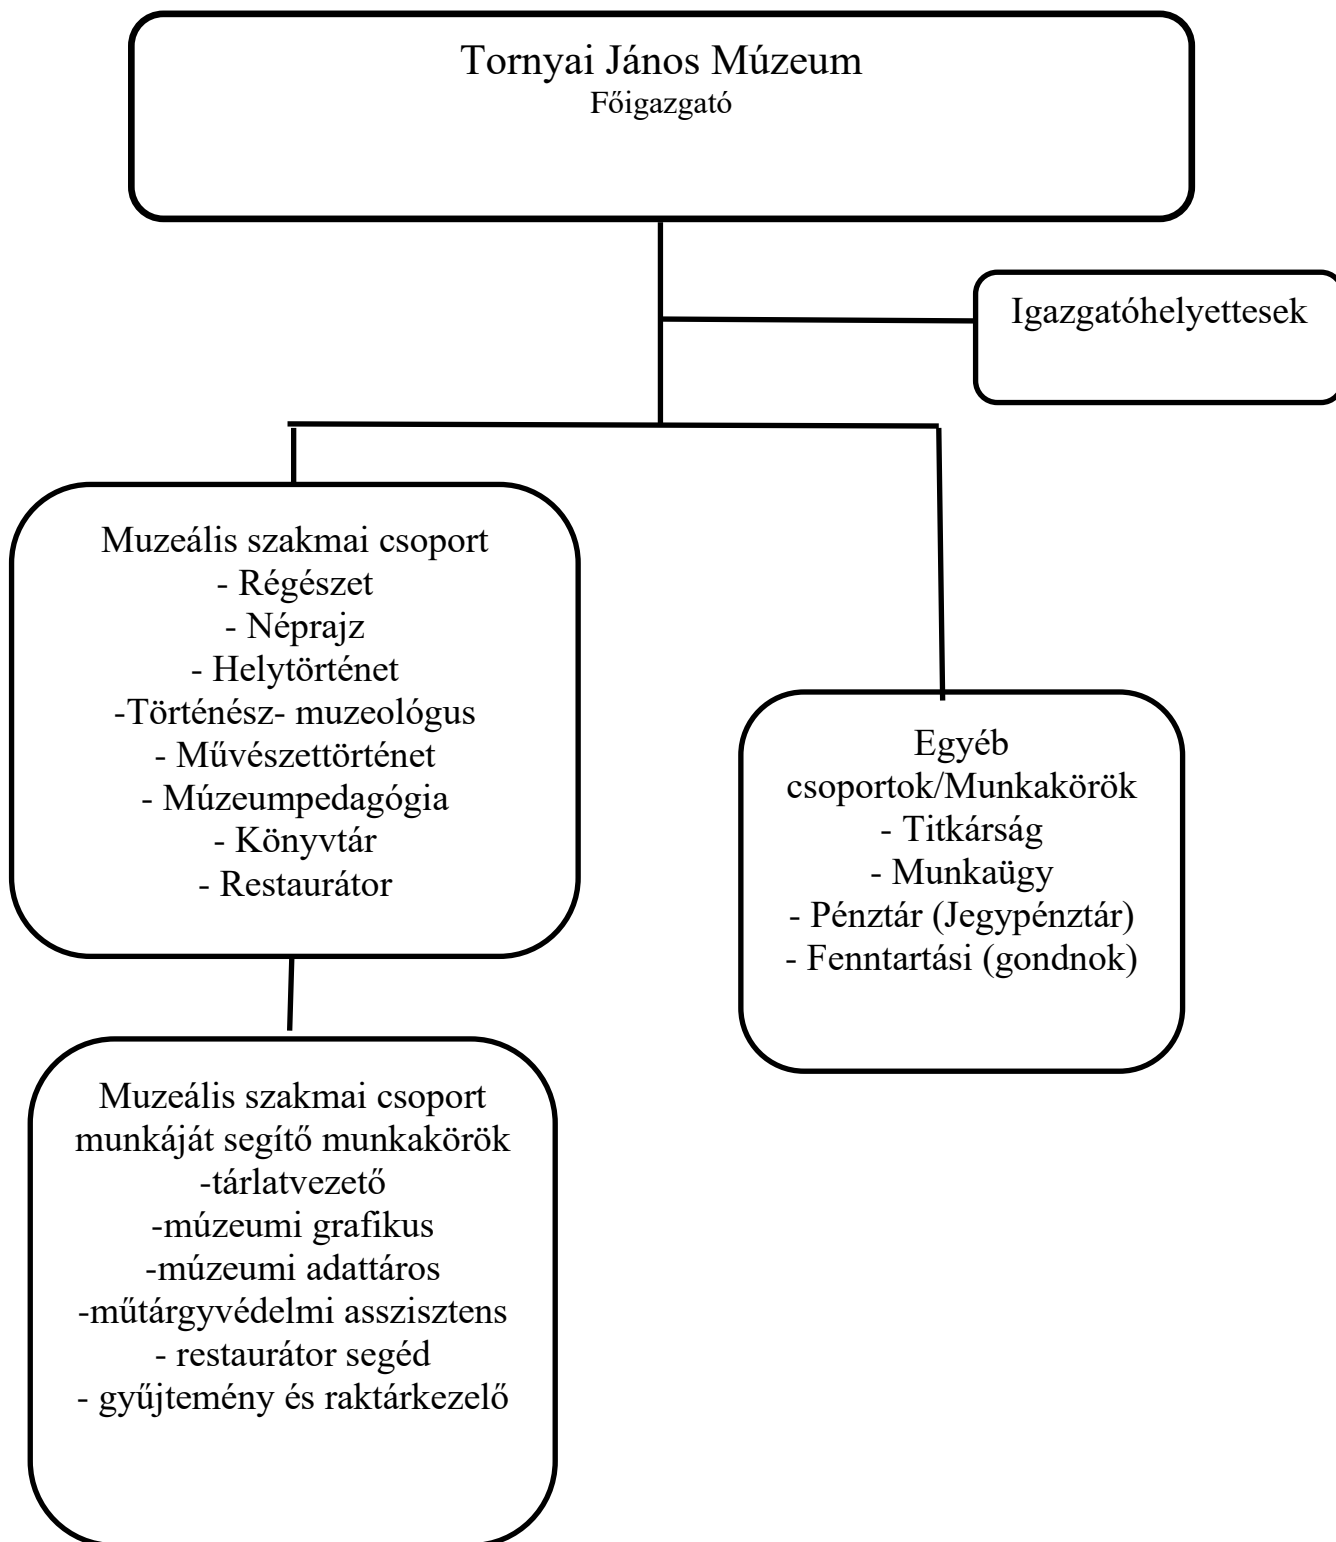 Tornyai János Múzeum
Főigazgató
Igazgatóhelyettesek
Muzeális szakmai csoport
- Régészet
- Néprajz
- Helytörténet
-Történész- muzeológus
- Művészettörténet
- Múzeumpedagógia
- Könyvtár
- Restaurátor
Egyéb
csoportok/Munkakörök
- Titkárság
- Munkaügy
- Pénztár (Jegypénztár)
- Fenntartási (gondnok)
Muzeális szakmai csoport
munkáját segítő munkakörök
-tárlatvezető
-múzeumi grafikus
-múzeumi adattáros
-műtárgyvédelmi asszisztens
- restaurátor segéd
- gyűjtemény és raktárkezelő